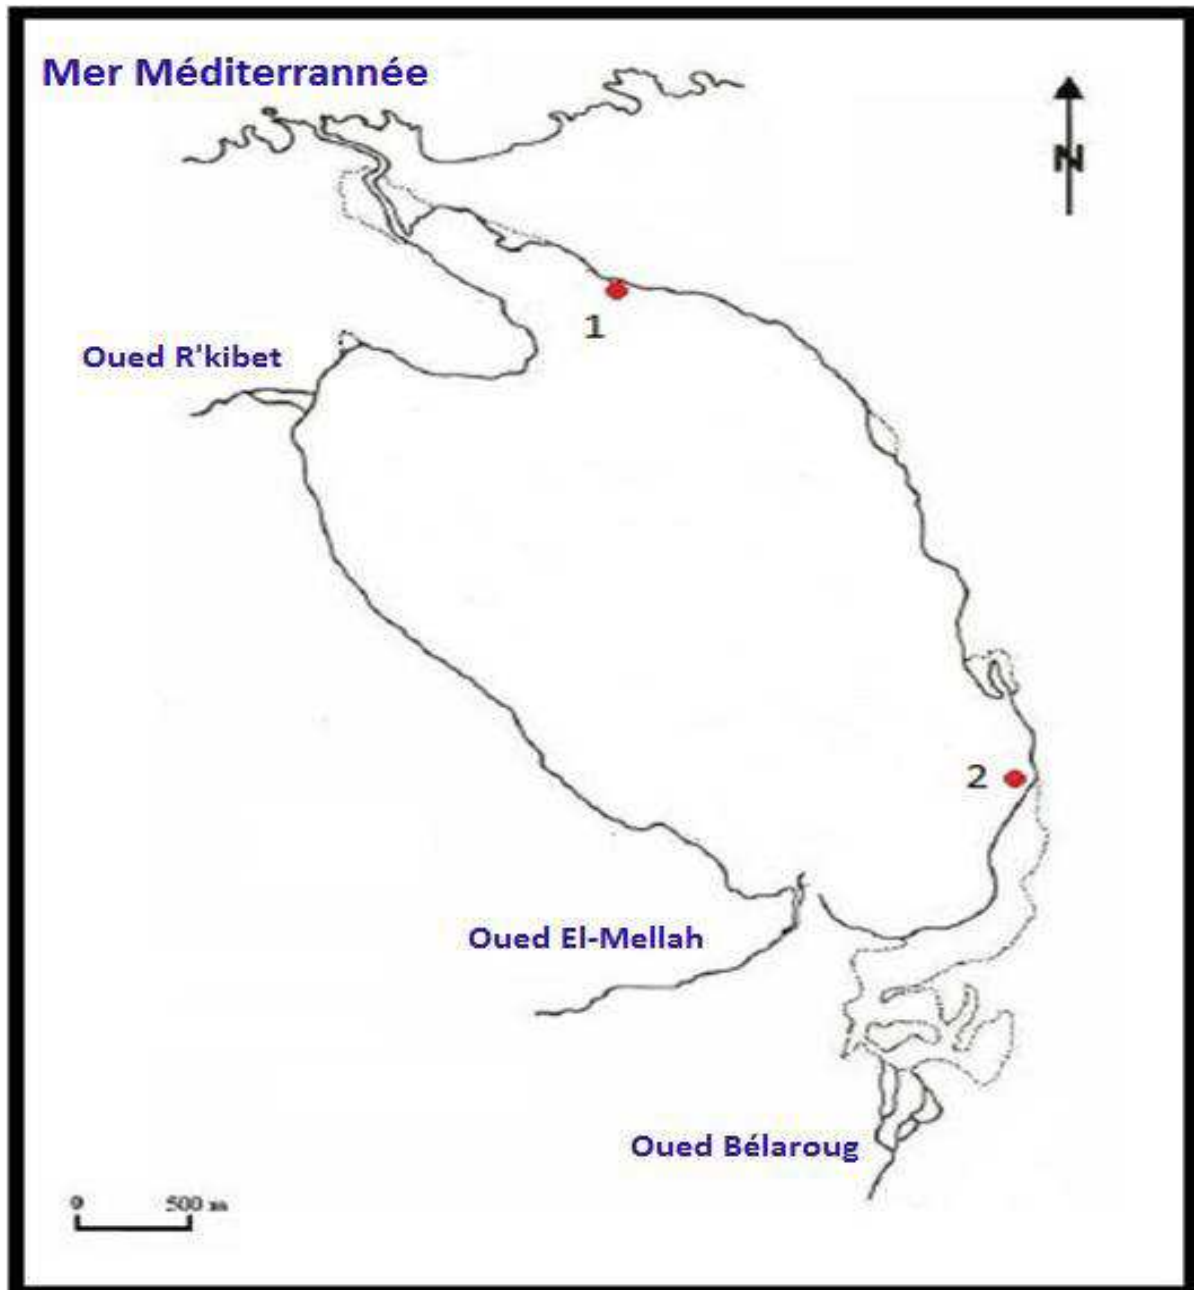 Mer Méditerrannée
N
1
Oued R'kibet
2
Oued El-Mellah
Oued Bélaroug
0 500 m